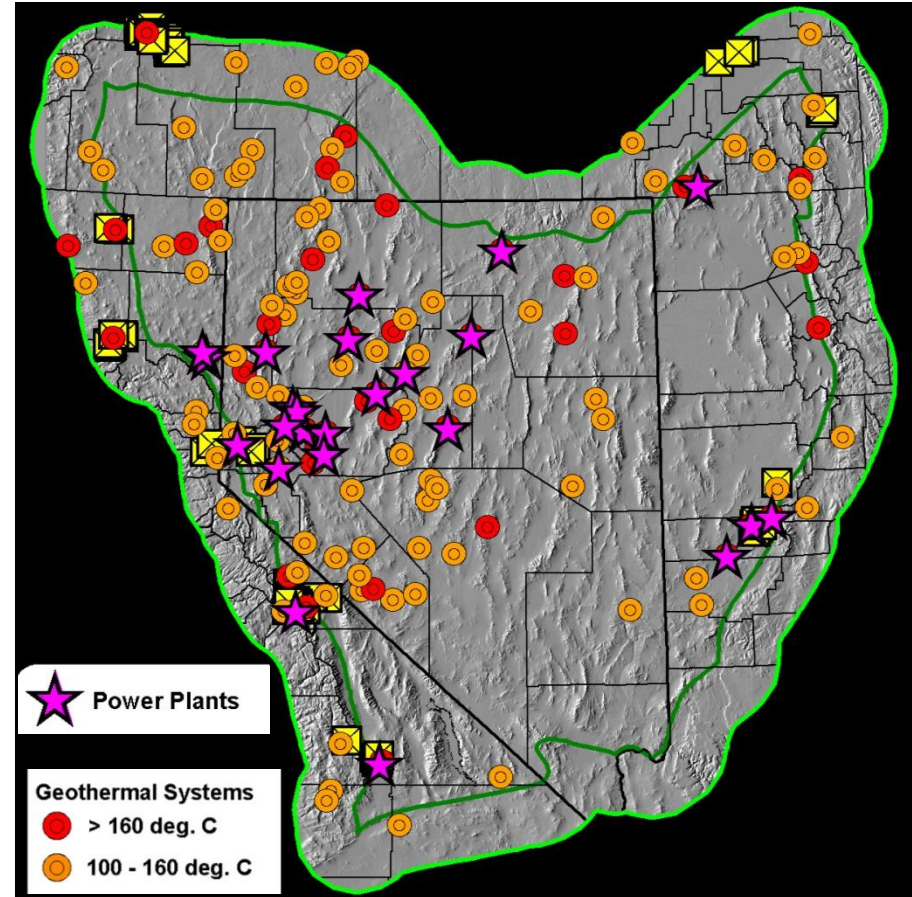 Power Plants
Geothermal Systems
> 160 deg. C
100 - 160 deg. C